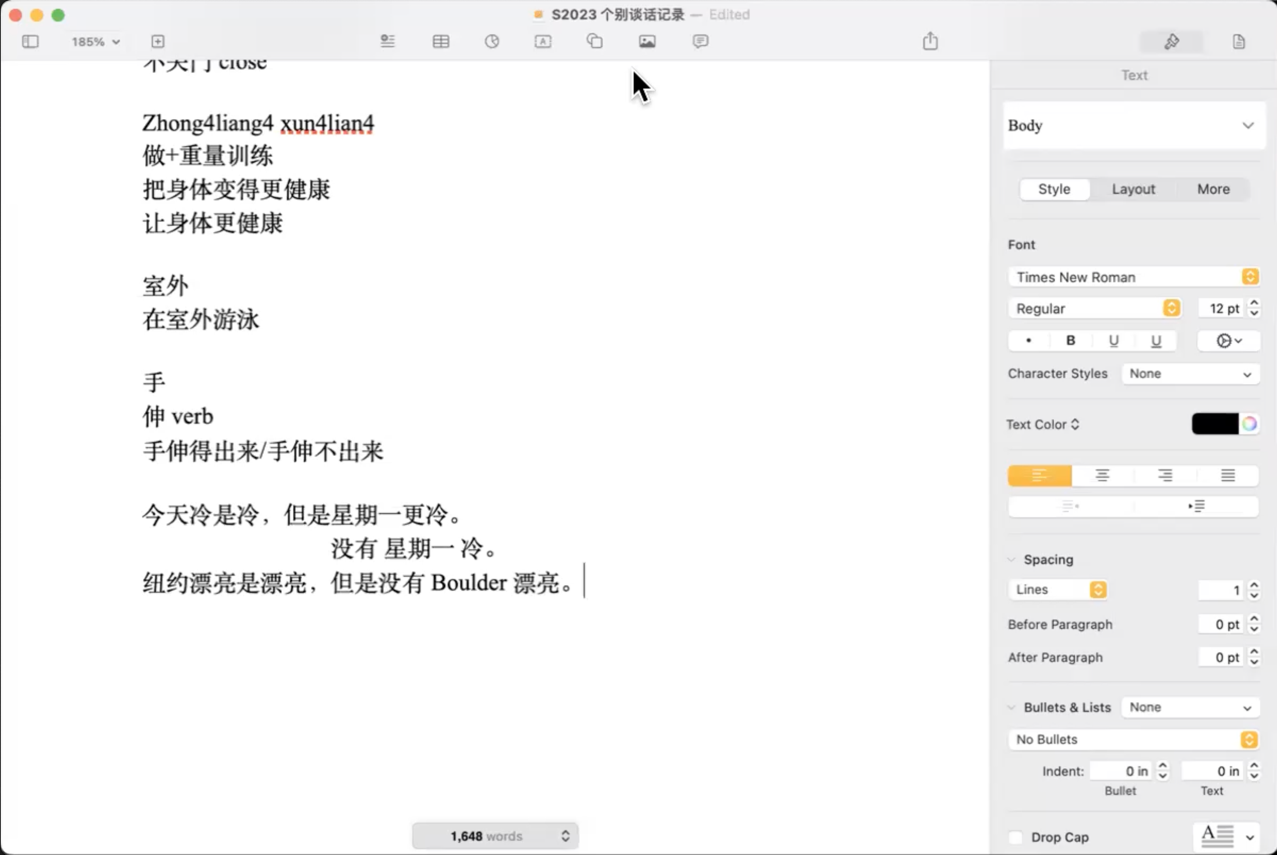 S2023 个别谈话记录 — Edited
185%
Text
不关门 close
Zhong4liang4 xun4lian4
做+重量训练
把身体变得更健康
让身体更健康
室外
在室外游泳
手
伸 verb
手伸得出来/手伸不出来
今天冷是冷，但是星期一更冷。
没有 星期一 冷。
纽约漂亮是漂亮，但是没有 Boulder 漂亮。
1,648 words
Body
Style Layout More
Font
Times New Roman
Regular 12 pt
B U U
Character Styles None
Text Color
Spacing
Lines 1
Before Paragraph 0 pt
After Paragraph 0 pt
Bullets & Lists None
No Bullets
Indent: 0 in 0 in
Bullet Text
Drop Cap A